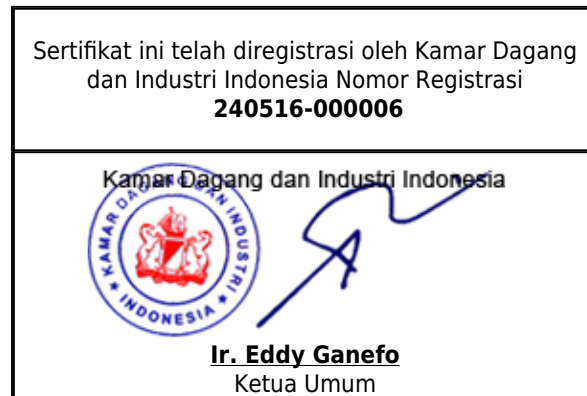 Sertifikat ini telah diregistrasi oleh Kamar Dagang
dan Industri Indonesia Nomor Registrasi
240516-000006
Kamar Dagang dan Industri Indonesia
KAMAR DAGANG DAN INDUSTRI
INDONESIA
Ir. Eddy Ganefo
Ketua Umum